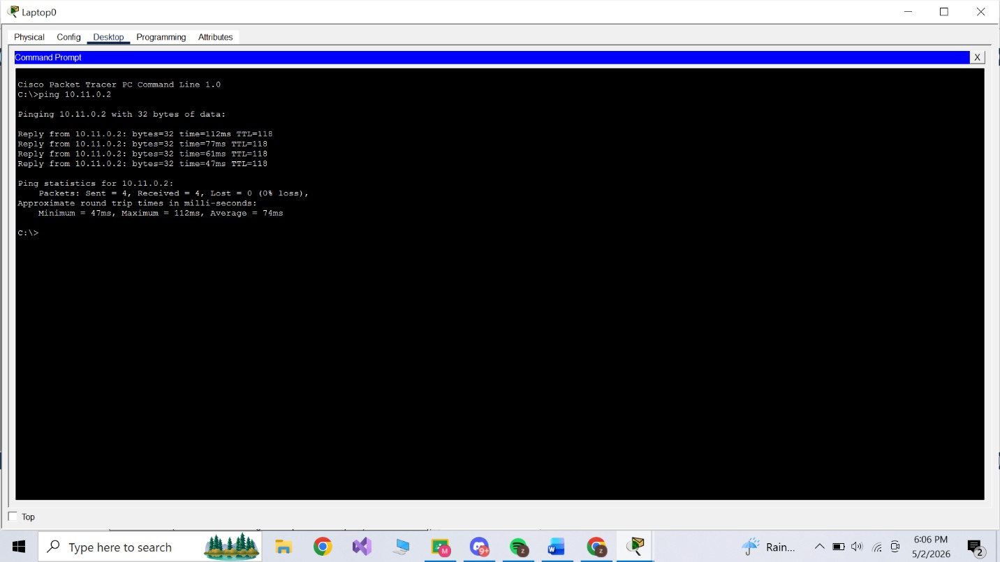 Laptop0
Physical Config Desktop Programming Attributes
Command Prompt X
Cisco Packet Tracer PC Command Line 1.0
C:\>ping 10.11.0.2
Pinging 10.11.0.2 with 32 bytes of data:
Reply from 10.11.0.2: bytes=32 time=112ms TTL=118
Reply from 10.11.0.2: bytes=32 time=77ms TTL=118
Reply from 10.11.0.2: bytes=32 time=61ms TTL=118
Reply from 10.11.0.2: bytes=32 time=47ms TTL=118
Ping statistics for 10.11.0.2:
Packets: Sent = 4, Received = 4, Lost = 0 (0% loss),
Approximate round trip times in milli-seconds:
Minimum = 47ms, Maximum = 112ms, Average = 74ms
C:\>
Top
Type here to search
M
9+
z
W
z
Rain...
6:06 PM
5/2/2026
2